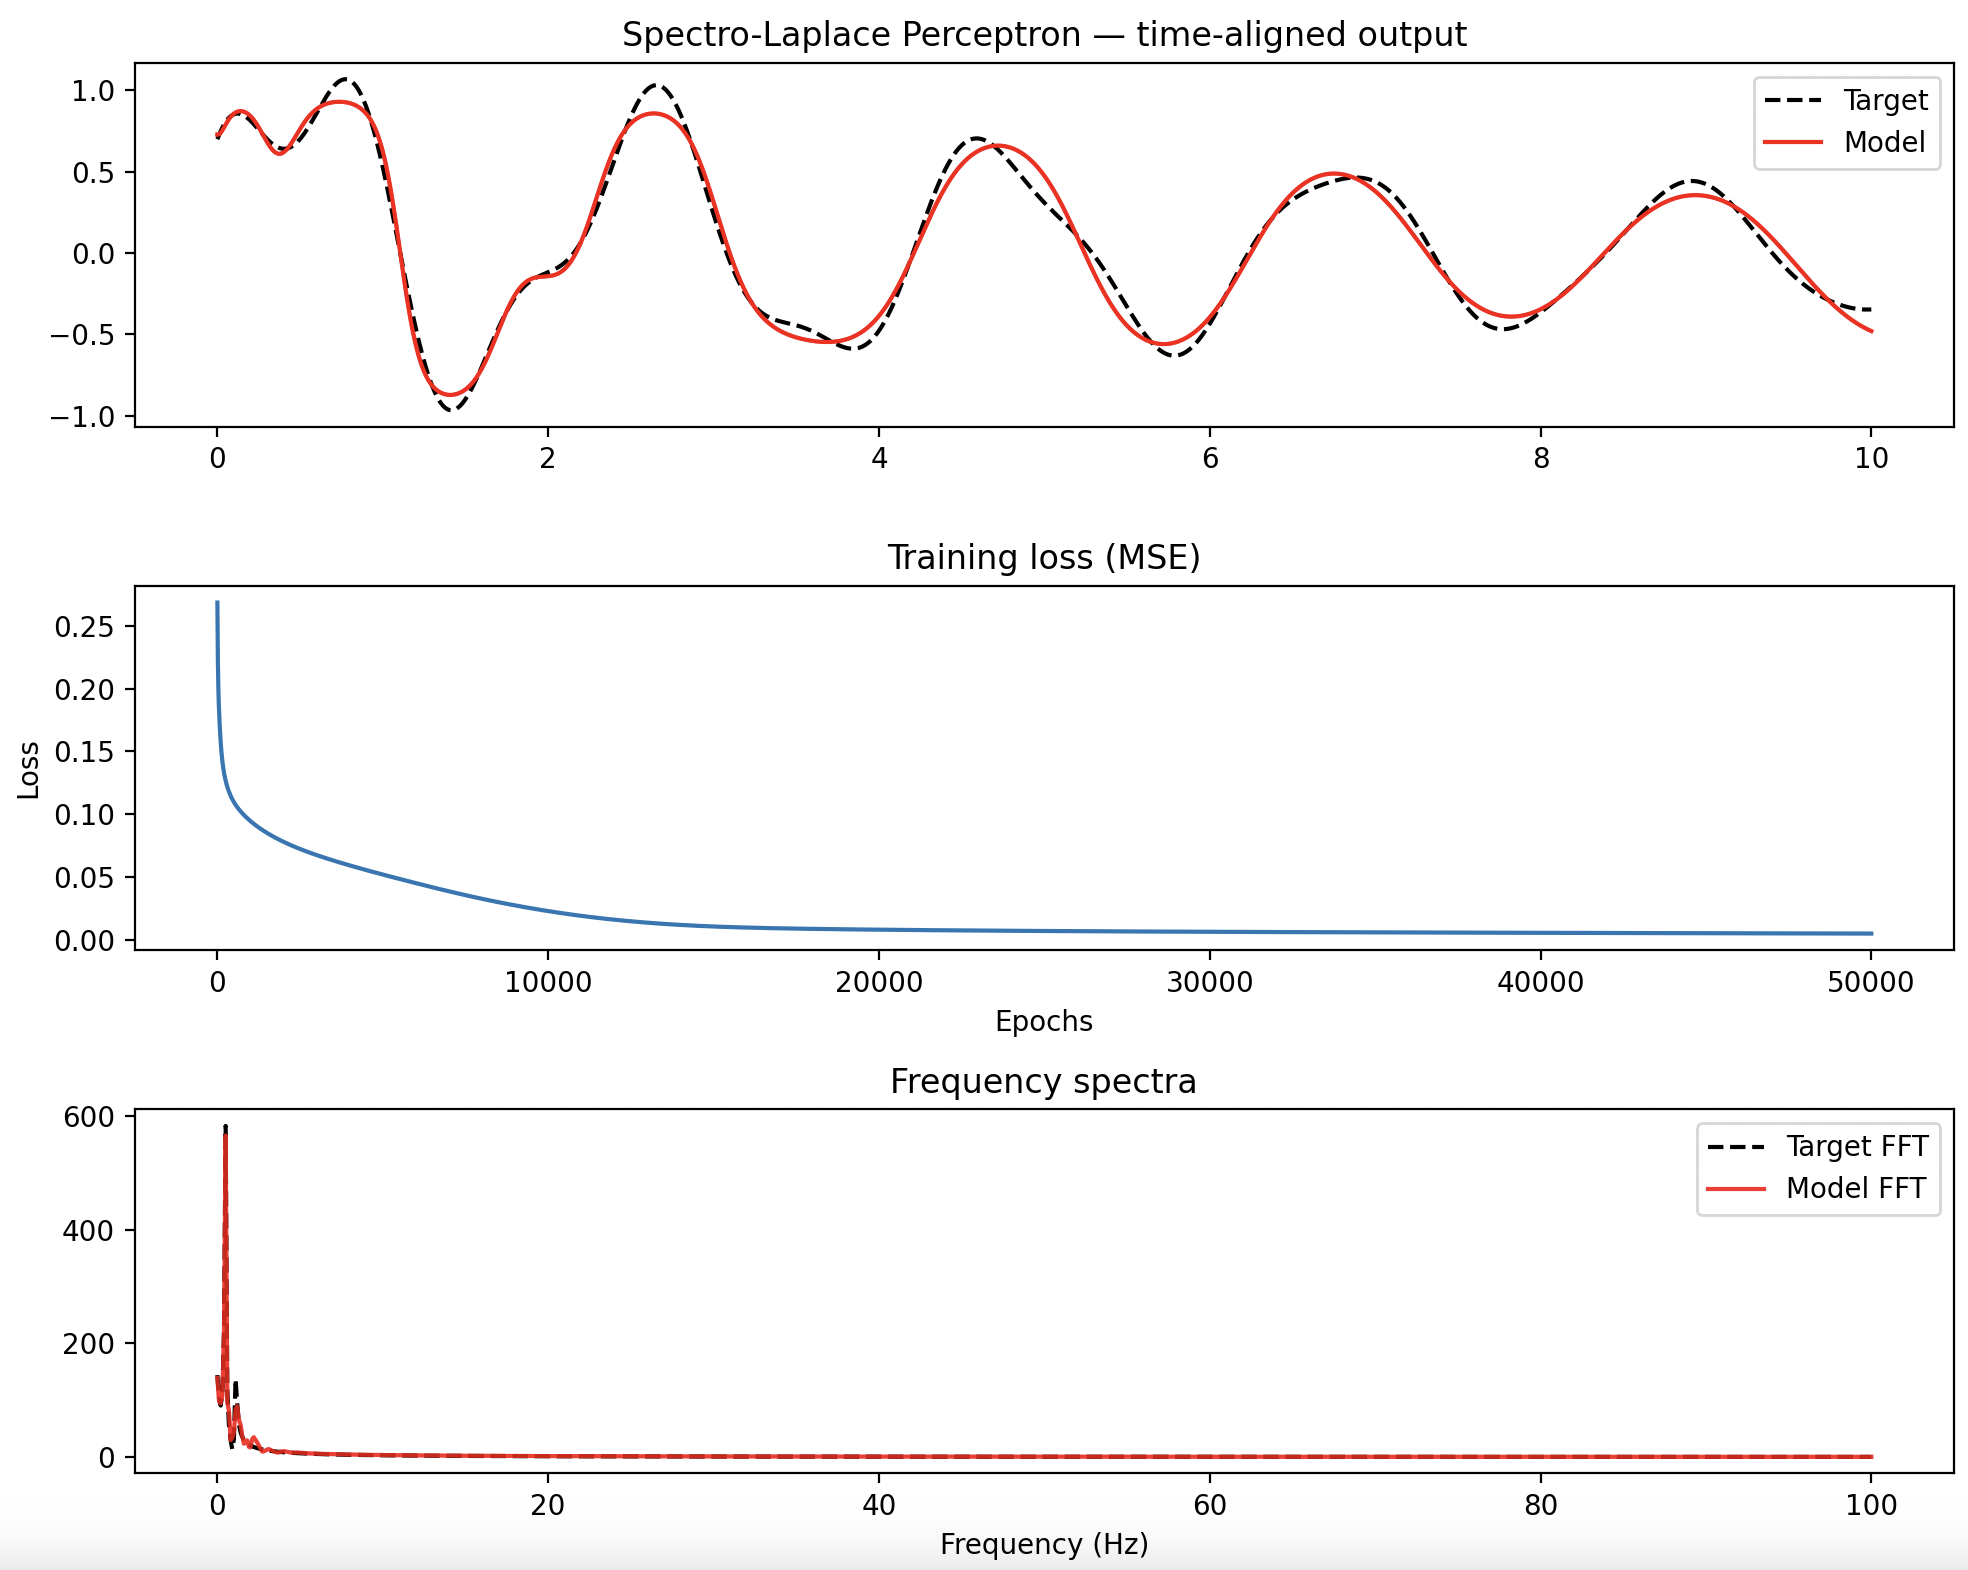 Spectro-Laplace Perceptron — time-aligned output
1.0
0.5
0.0
−0.5
−1.0
Target
Model
0 2 4 6 8 10
Training loss (MSE)
Loss
0.25
0.20
0.15
0.10
0.05
0.00
0 10000 20000 30000 40000 50000
Epochs
Frequency spectra
600
400
200
0
Target FFT
Model FFT
0 20 40 60 80 100
Frequency (Hz)